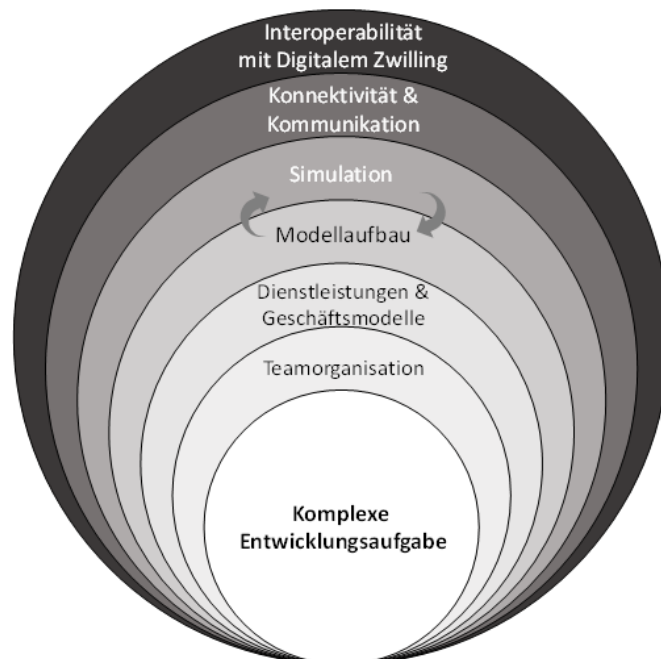 Interoperabilität
mit Digitalem Zwilling
Konnektivität &
Kommunikation
Simulation
Modellaufbau
Dienstleistungen &
Geschäftsmodelle
Teamorganisation
Komplexe
Entwicklungsaufgabe